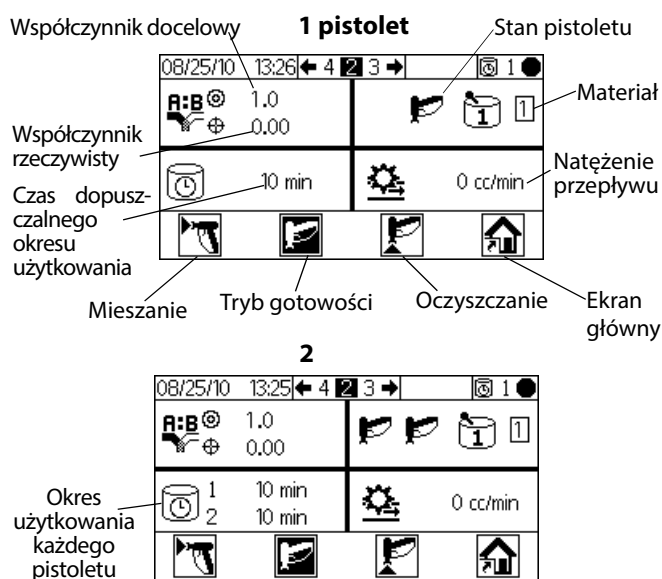 Współczynnik docelowy
1 pistolet
Stan pistoletu
08/25/10 13:26 4 2 3 1
A:B 1.0
0.00
1 1
Materiał
Współczynnik
rzeczywisty
10 min
0 cc/min
Natężenie
przepływu
Czas dopusz-
czalnego
okresu
użytkowania
Mieszanie
Tryb gotowości
Oczyszczanie
Ekran
główny
2
08/25/10 13:25 4 2 3 1
A:B 1.0
0.00
1 1
1 10 min
2 10 min
0 cc/min
Okres
użytkowania
każdego
pistoletu